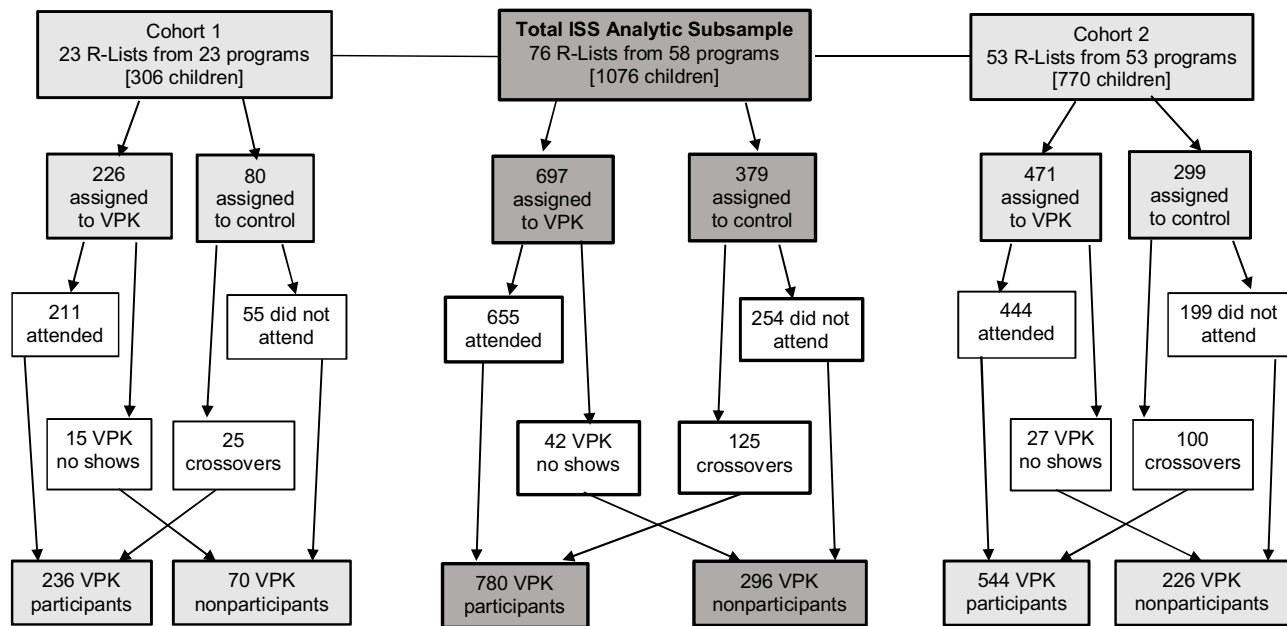 Cohort 1
23 R-Lists from 23 programs
[306 children]
Total ISS Analytic Subsample
76 R-Lists from 58 programs
[1076 children]
Cohort 2
53 R-Lists from 53 programs
[770 children]
226
assigned
to VPK
80
assigned
to control
697
assigned
to VPK
379
assigned
to control
471
assigned
to VPK
299
assigned
to control
211
attended
55 did not
attend
655
attended
254 did not
attend
444
attended
199 did not
attend
15 VPK
no shows
25
crossovers
42 VPK
no shows
125
crossovers
27 VPK
no shows
100
crossovers
236 VPK
participants
70 VPK
nonparticipants
780 VPK
participants
296 VPK
nonparticipants
544 VPK
participants
226 VPK
nonparticipants